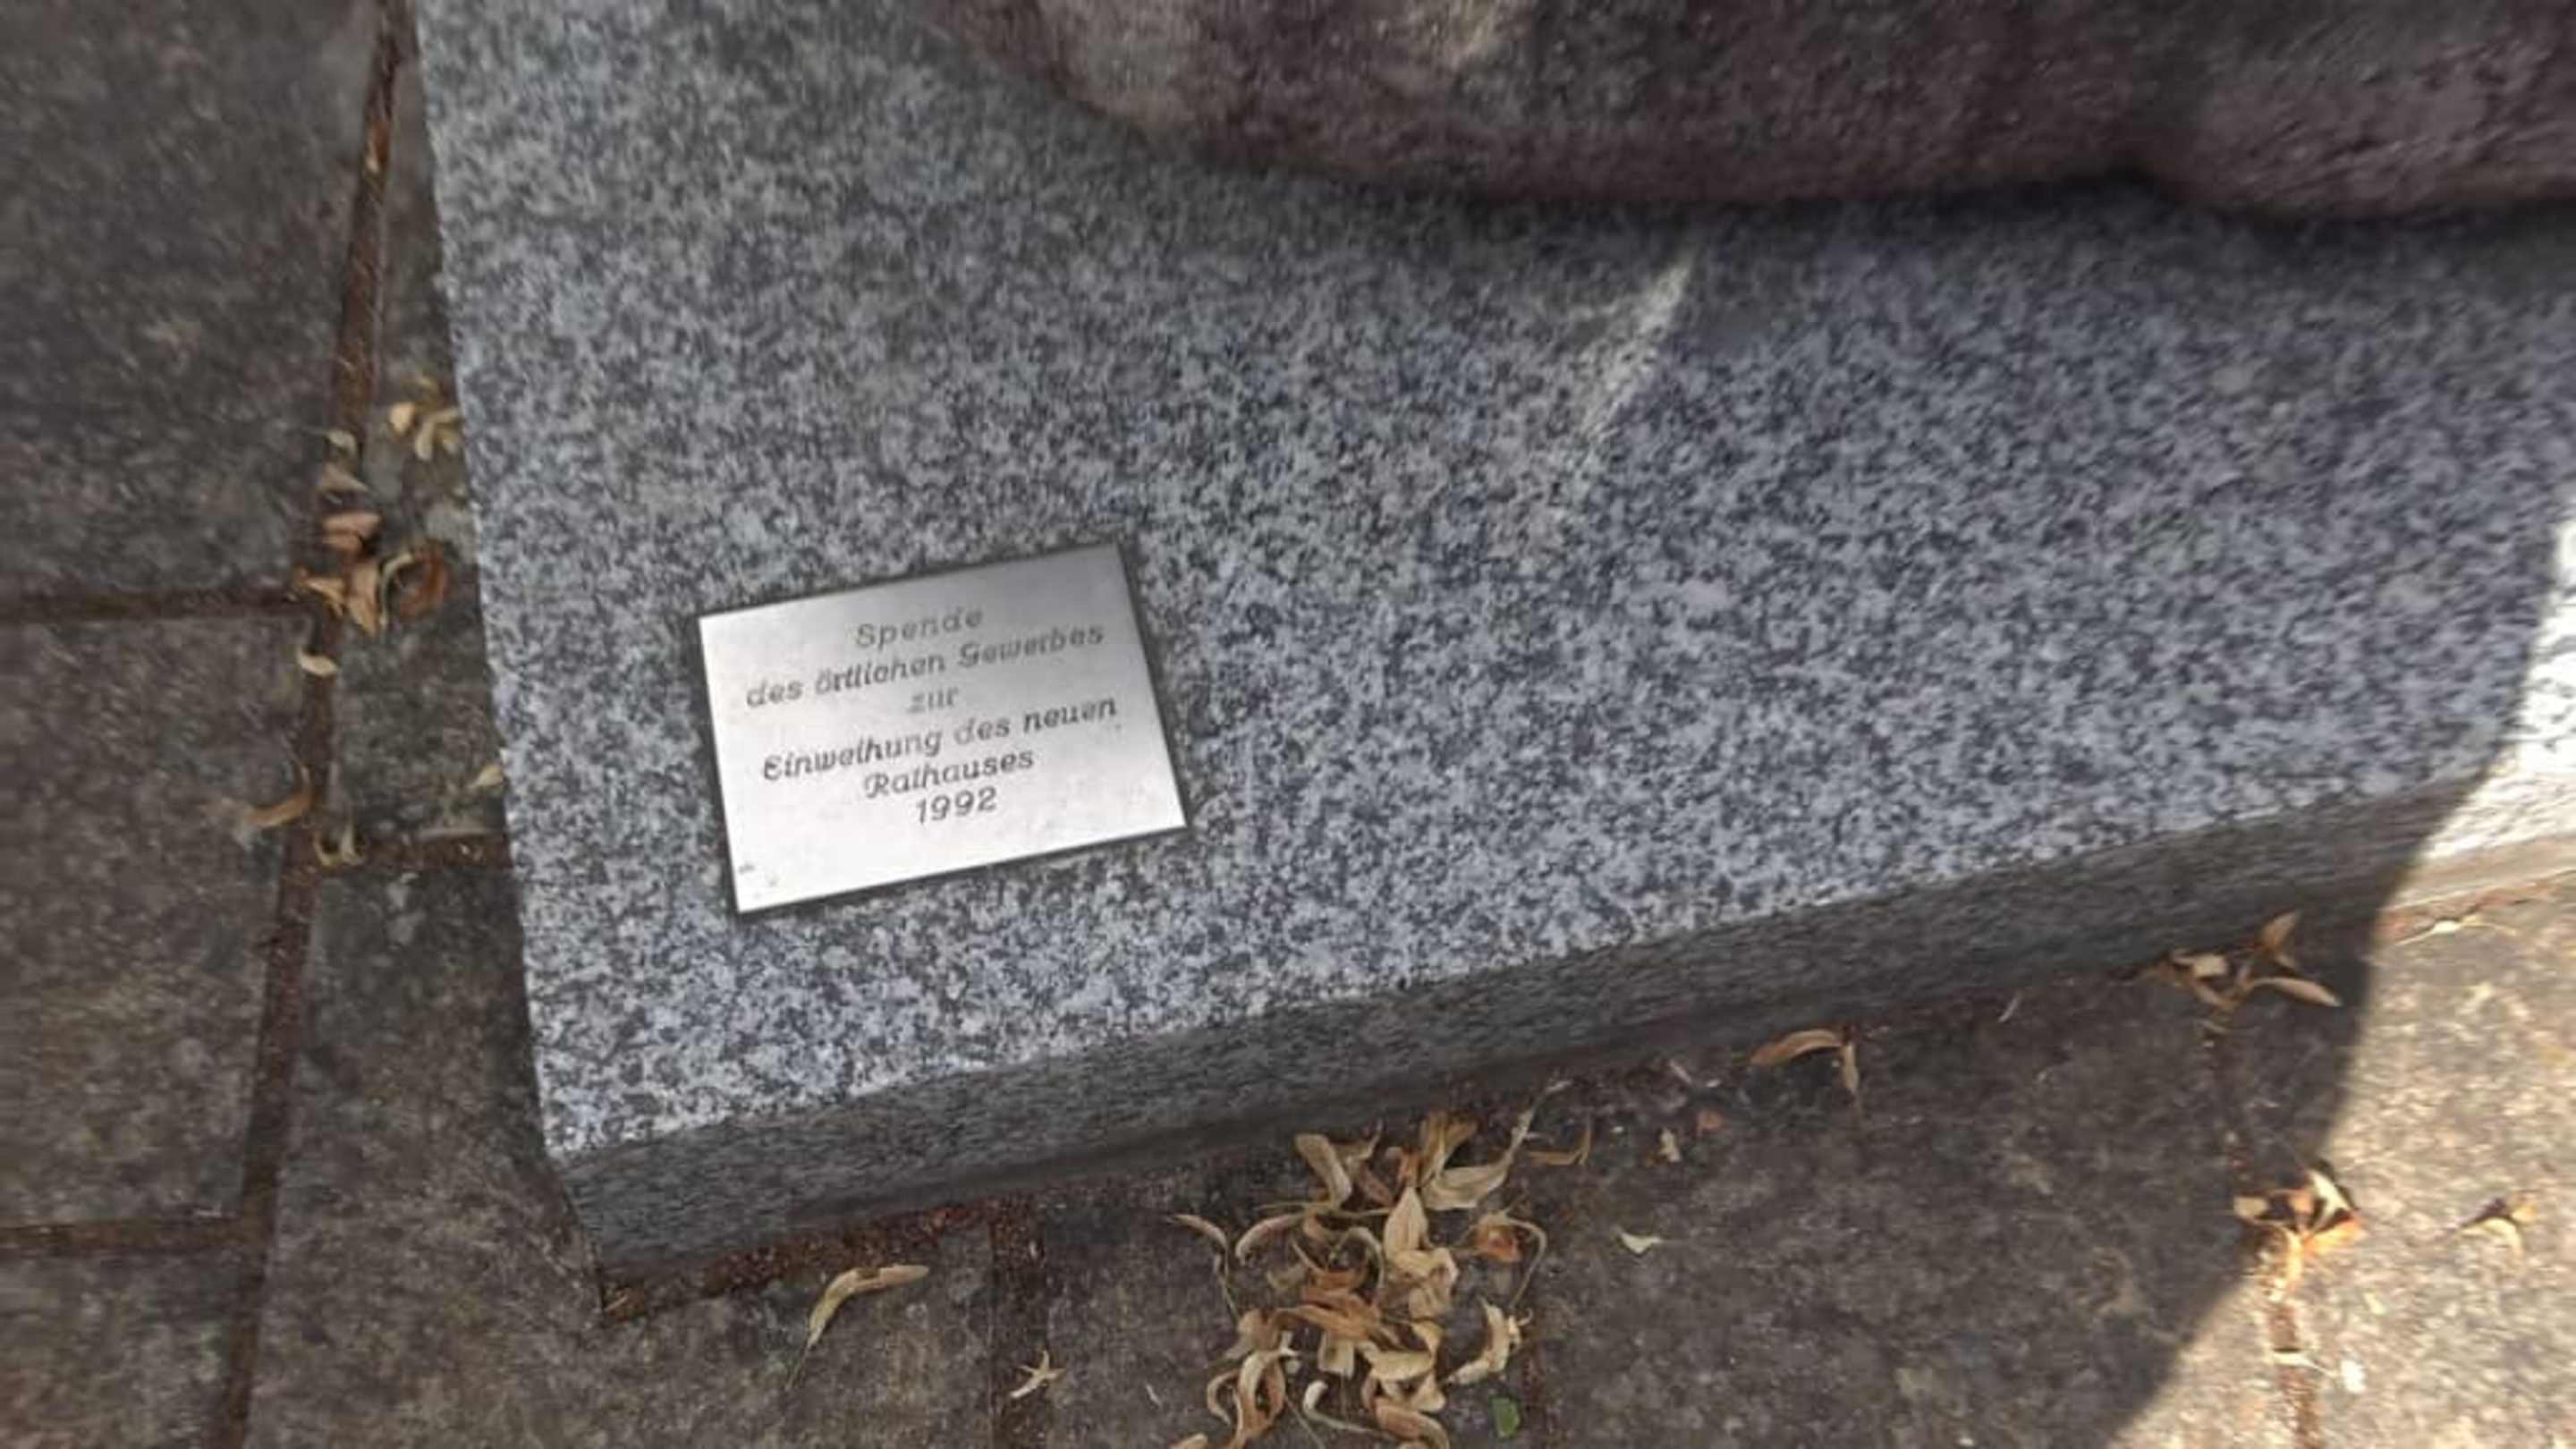 Spende
des örtlichen Gewerbes
zur
Einweihung des neuen
Rathauses
1992